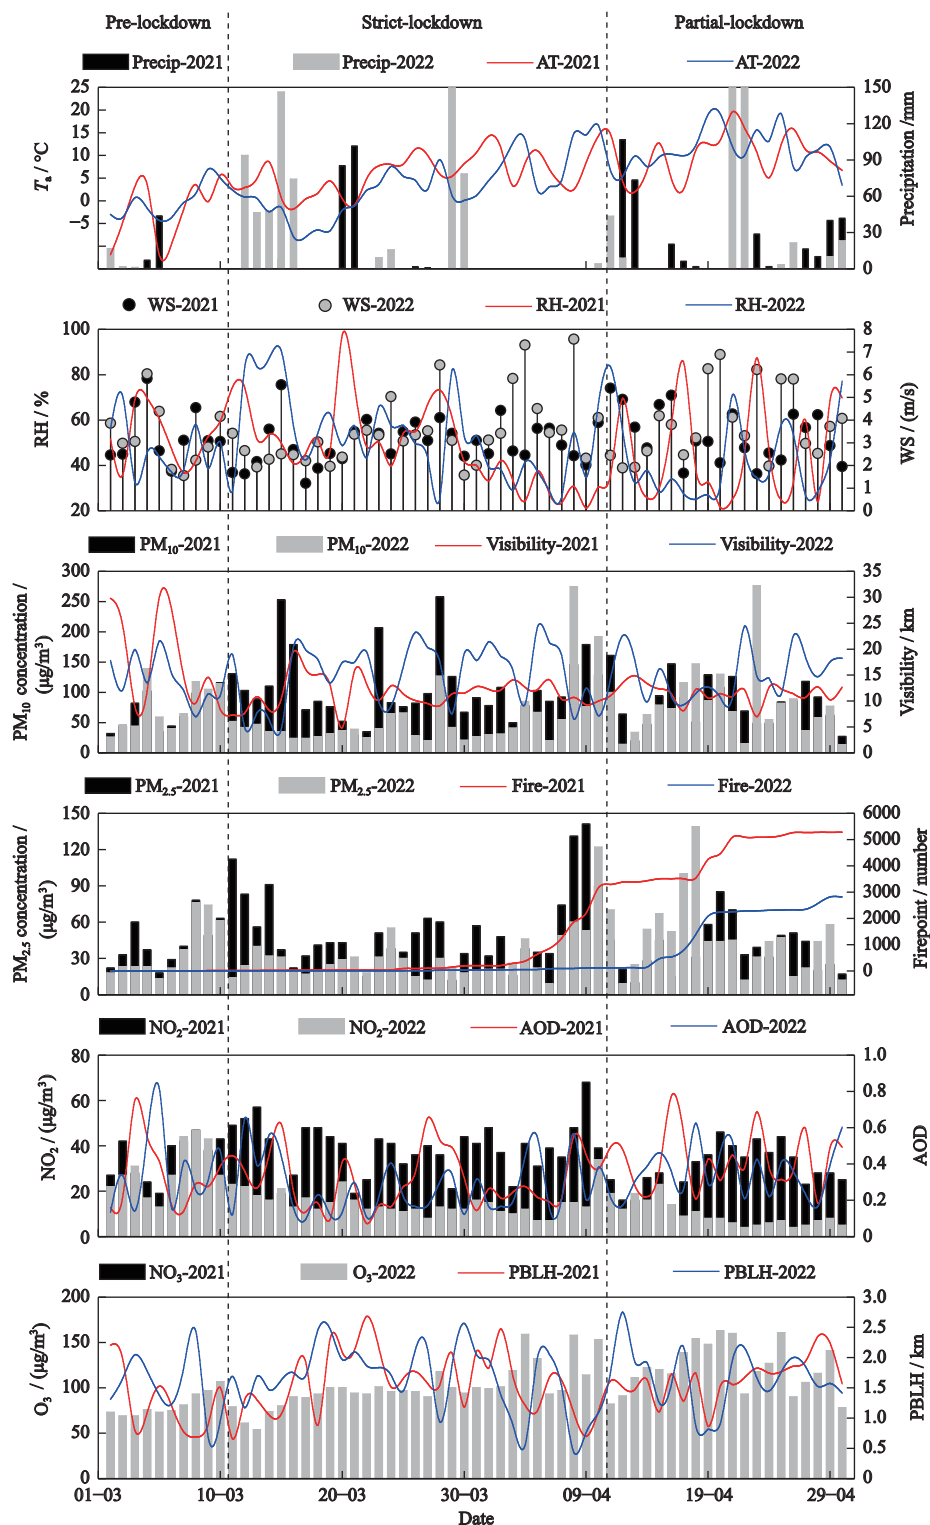 Pre-lockdown Strict-lockdown Partial-lockdown
Precip-2021 Precip-2022 AT-2021 AT-2022
25 20 15 10 5 0 −5
Tₐ / °C
150 120 90 60 30 0
Precipitation /mm
WS-2021 WS-2022 RH-2021 RH-2022
100 80 60 40 20
RH / %
8 7 6 5 4 3 2 1 0
WS / (m/s)
PM₁₀-2021 PM₁₀-2022 Visibility-2021 Visibility-2022
300 250 200 150 100 50 0
PM₁₀ concentration /
(μg/m³)
35 30 25 20 15 10 5 0
Visibility / km
PM₂.₅-2021 PM₂.₅-2022 Fire-2021 Fire-2022
150 120 90 60 30 0
PM₂.₅ concentration /
(μg/m³)
6000 5000 4000 3000 2000 1000 0
Firepoint / number
NO₂-2021 NO₂-2022 AOD-2021 AOD-2022
80 60 40 20 0
NO₂ / (μg/m³)
1.0 0.8 0.6 0.4 0.2 0
AOD
NO₃-2021 O₃-2022 PBLH-2021 PBLH-2022
200 150 100 50 0
O₃ / (μg/m³)
3.0 2.5 2.0 1.5 1.0 0.5 0
PBLH / km
01−03 10−03 20−03 30−03 09−04 19−04 29−04
Date